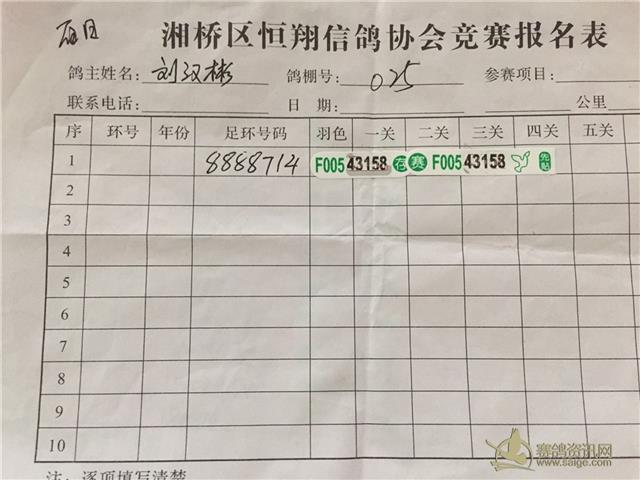 湘桥区恒翔信鸽协会竞赛报名表
鸽主姓名: 刘汉彬 鸽棚号: 025 参赛项目:
联系电话: 日 期: 公里
序 环号 年份 足环号码 羽色 一关 二关 三关 四关 五关
1 8888714 F005 43158 赛 F005 43158
2
3
4
5
6
7
8
9
10
注: 逐项填写清楚
赛鸽资讯网
www.saige.com